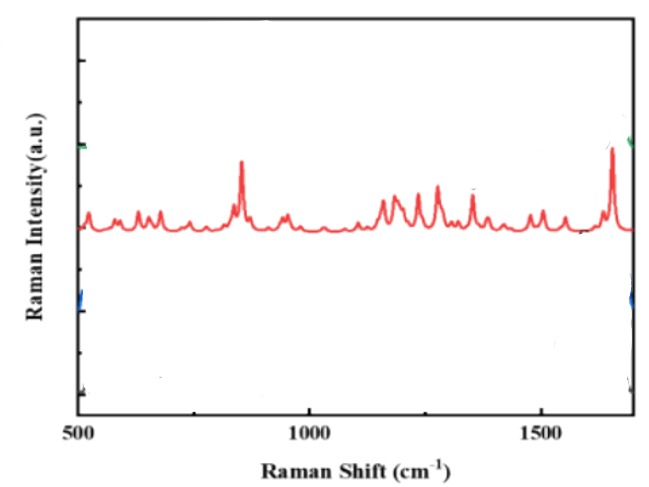 Raman Intensity(a.u.)
500 1000 1500
Raman Shift (cm⁻¹)